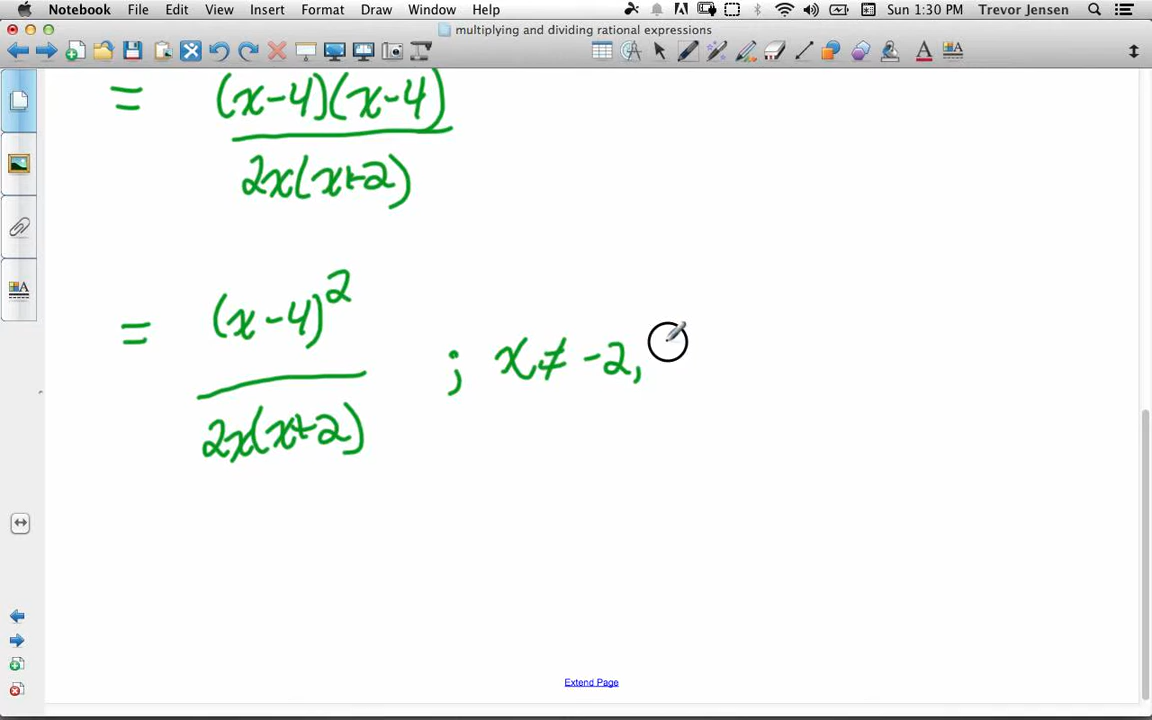 Notebook File Edit View Insert Format Draw Window Help Sun 1:30 PM Trevor Jensen
multiplying and dividing rational expressions
= (x-4)(x-4)
2x(x+2)
= (x-4)²
; x ≠ -2,
2x(x+2)
Extend Page